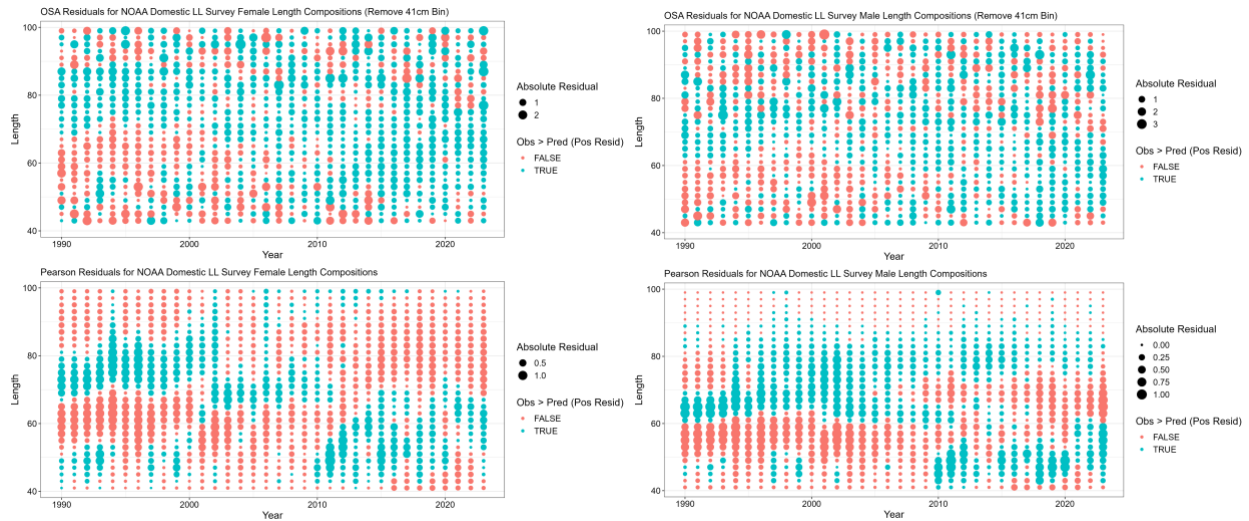 OSA Residuals for NOAA Domestic LL Survey Female Length Compositions (Remove 41cm Bin)
100
80
60
40
Length
1990
2000
2010
2020
Year
Absolute Residual
1
2
Obs > Pred (Pos Resid)
FALSE
TRUE
OSA Residuals for NOAA Domestic LL Survey Male Length Compositions (Remove 41cm Bin)
100
80
60
40
Length
1990
2000
2010
2020
Year
Absolute Residual
1
2
3
Obs > Pred (Pos Resid)
FALSE
TRUE
Pearson Residuals for NOAA Domestic LL Survey Female Length Compositions
100
80
60
40
Length
1990
2000
2010
2020
Year
Absolute Residual
0.5
1.0
Obs > Pred (Pos Resid)
FALSE
TRUE
Pearson Residuals for NOAA Domestic LL Survey Male Length Compositions
100
80
60
40
Length
1990
2000
2010
2020
Year
Absolute Residual
0.00
0.25
0.50
0.75
1.00
Obs > Pred (Pos Resid)
FALSE
TRUE